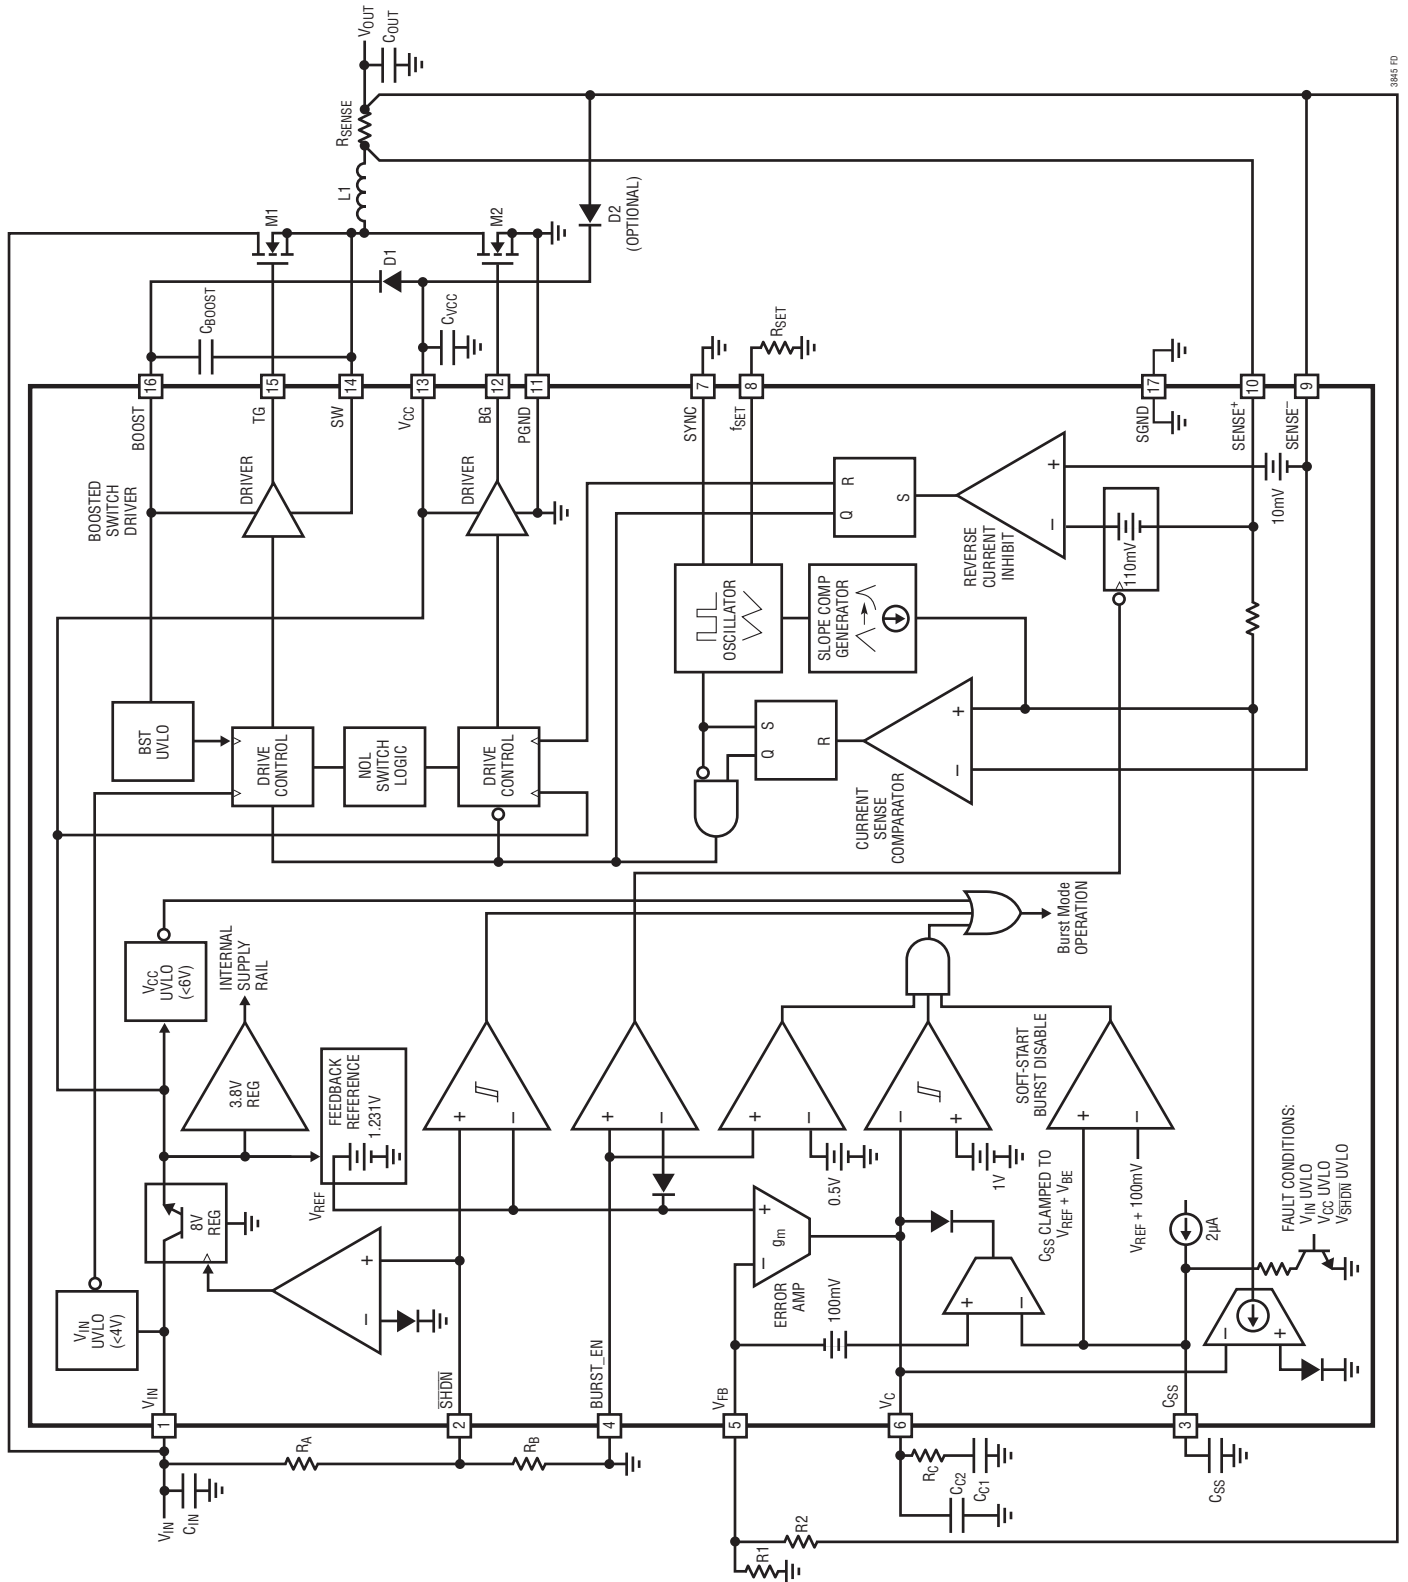 VIN
CIN
RA
RB
R1
R2
RC
CC2
CC1
CSS
1
2
4
5
6
3
VIN
SHDN
BURST_EN
VFB
VC
CSS
VIN
UVLO
(<4V)
8V
REG
3.8V
REG
VCC
UVLO
(<6V)
INTERNAL
SUPPLY
RAIL
FEEDBACK
REFERENCE
1.231V
VREF
+
–
+
–
+
–
+
–
0.5V
–
+
1V
+
–
gm
ERROR
AMP
100mV
+
–
CSS CLAMPED TO
VREF + VBE
SOFT-START
BURST DISABLE
+
–
VREF + 100mV
2µA
–
+
FAULT CONDITIONS:
VIN UVLO
VCC UVLO
VSHDN UVLO
Burst Mode
OPERATION
BST
UVLO
DRIVE
CONTROL
NOL
SWITCH
LOGIC
DRIVE
CONTROL
BOOSTED
SWITCH
DRIVER
DRIVER
DRIVER
S
Q
R
CURRENT
SENSE
COMPARATOR
–
+
OSCILLATOR
SLOPE COMP
GENERATOR
R
Q
S
REVERSE
CURRENT
INHIBIT
–
+
110mV
10mV
BOOST
TG
SW
VCC
BG
PGND
SYNC
fSET
SGND
SENSE+
SENSE–
16
15
14
13
12
11
7
8
17
10
9
CBOOST
D1
CVCC
M1
M2
L1
RSENSE
VOUT
COUT
D2
(OPTIONAL)
RSET
3845 FD